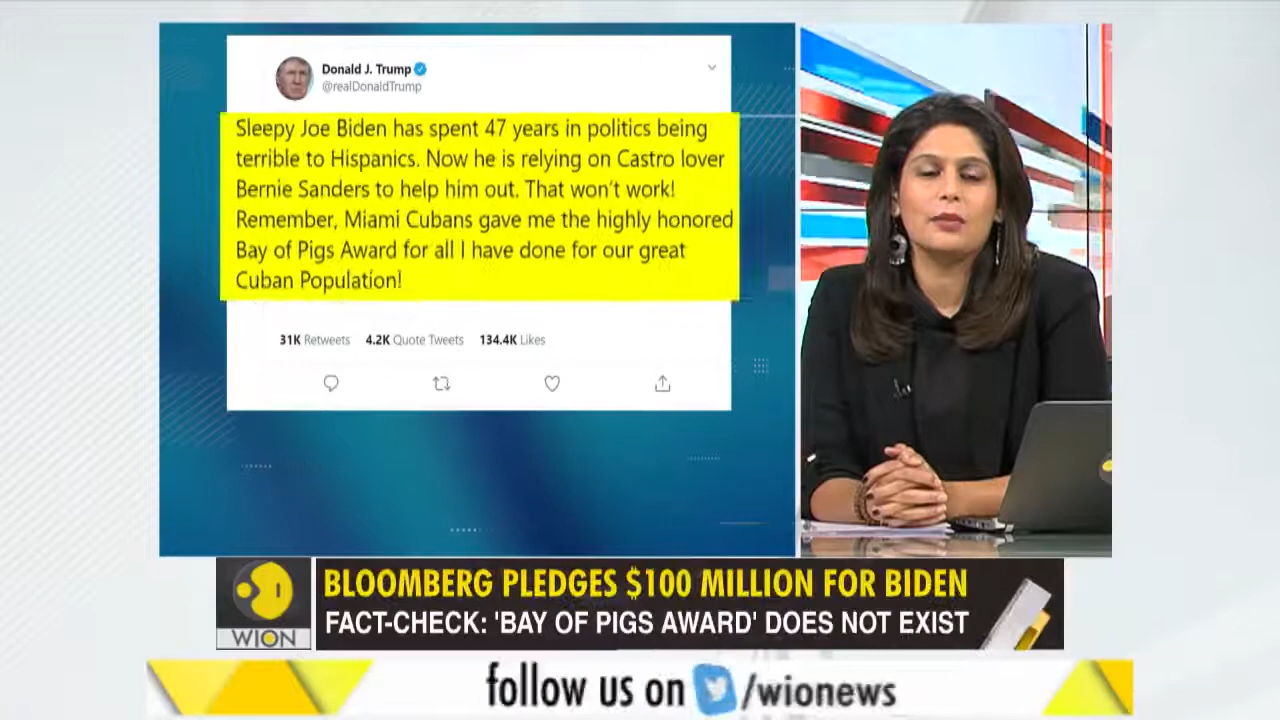 Donald J. Trump
@realDonaldTrump
Sleepy Joe Biden has spent 47 years in politics being
terrible to Hispanics. Now he is relying on Castro lover
Bernie Sanders to help him out. That won't work!
Remember, Miami Cubans gave me the highly honored
Bay of Pigs Award for all I have done for our great
Cuban Population!
31K Retweets 4.2K Quote Tweets 134.4K Likes
BLOOMBERG PLEDGES $100 MILLION FOR BIDEN
FACT-CHECK: 'BAY OF PIGS AWARD' DOES NOT EXIST
WION
follow us on /wionews